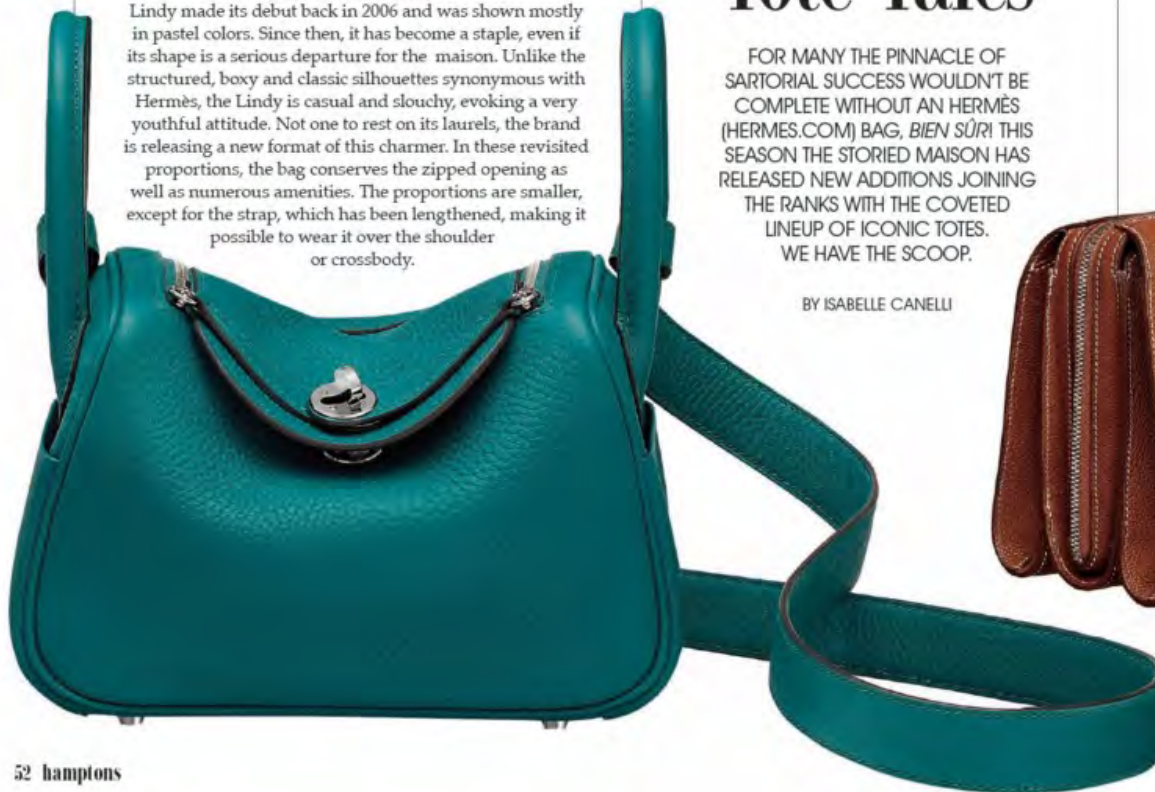 Lindy made its debut back in 2006 and was shown mostly
in pastel colors. Since then, it has become a staple, even if
its shape is a serious departure for the maison. Unlike the
structured, boxy and classic silhouettes synonymous with
Hermès, the Lindy is casual and slouchy, evoking a very
youthful attitude. Not one to rest on its laurels, the brand
is releasing a new format of this charmer. In these revisited
proportions, the bag conserves the zipped opening as
well as numerous amenities. The proportions are smaller,
except for the strap, which has been lengthened, making it
possible to wear it over the shoulder
or crossbody.
Tote Tales
FOR MANY THE PINNACLE OF
SARTORIAL SUCCESS WOULDN'T BE
COMPLETE WITHOUT AN HERMÈS
(HERMES.COM) BAG, BIEN SÛR! THIS
SEASON THE STORIED MAISON HAS
RELEASED NEW ADDITIONS JOINING
THE RANKS WITH THE COVETED
LINEUP OF ICONIC TOTES.
WE HAVE THE SCOOP.
BY ISABELLE CANELLI
52 hamptons